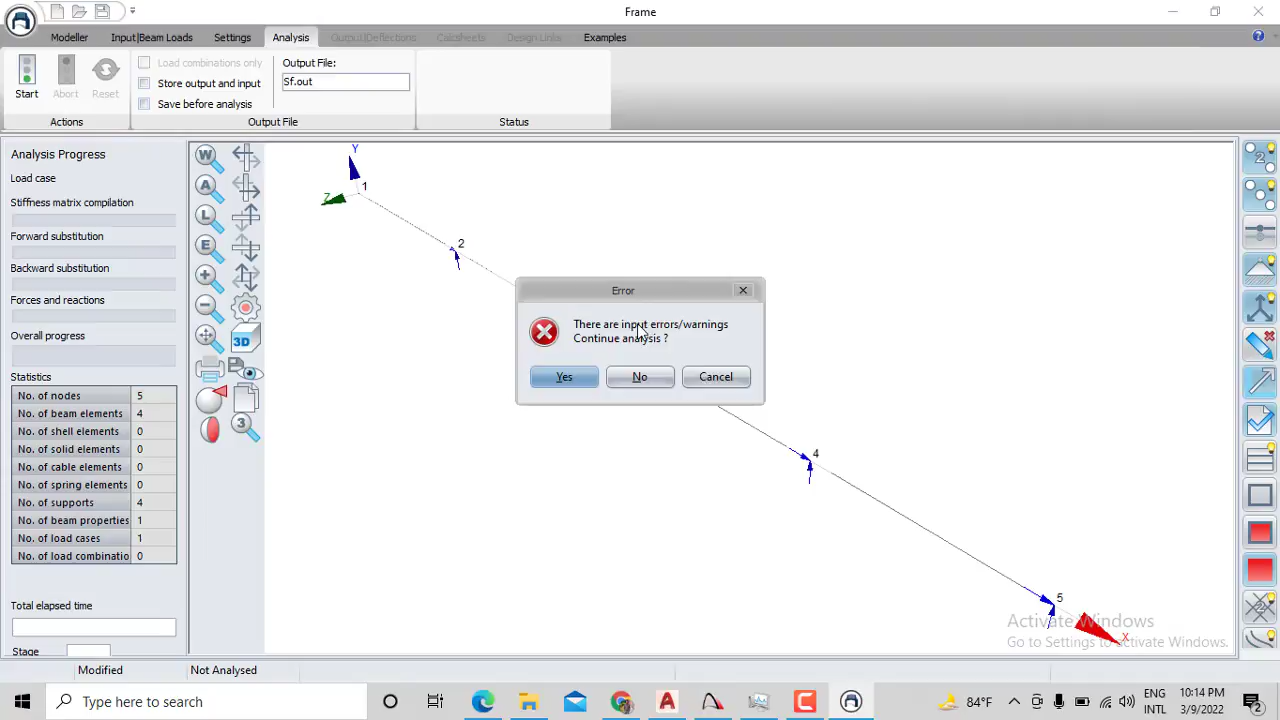 Frame
Modeller Input|Beam Loads Settings Analysis Output|Deflections Calcsheets Design Links Examples
Start Abort Reset
Load combinations only
Store output and input
Save before analysis
Output File:
Sf.out
Actions Output File Status
Analysis Progress
Load case
Stiffness matrix compilation
Forward substitution
Backward substitution
Forces and reactions
Overall progress
Statistics
No. of nodes 5
No. of beam elements 4
No. of shell elements 0
No. of solid elements 0
No. of cable elements 0
No. of spring elements 0
No. of supports 4
No. of beam properties 1
No. of load cases 1
No. of load combinatio 0
Total elapsed time
Stage
W
A
L
E
3D
3
Y
Z
1
2
4
5
X
Error
There are input errors/warnings
Continue analysis ?
Yes No Cancel
2
2
Activate Windows
Go to Settings to Activate Windows.
Modified Not Analysed
Type here to search
84°F
ENG
INTL
10:14 PM
3/9/2022
2